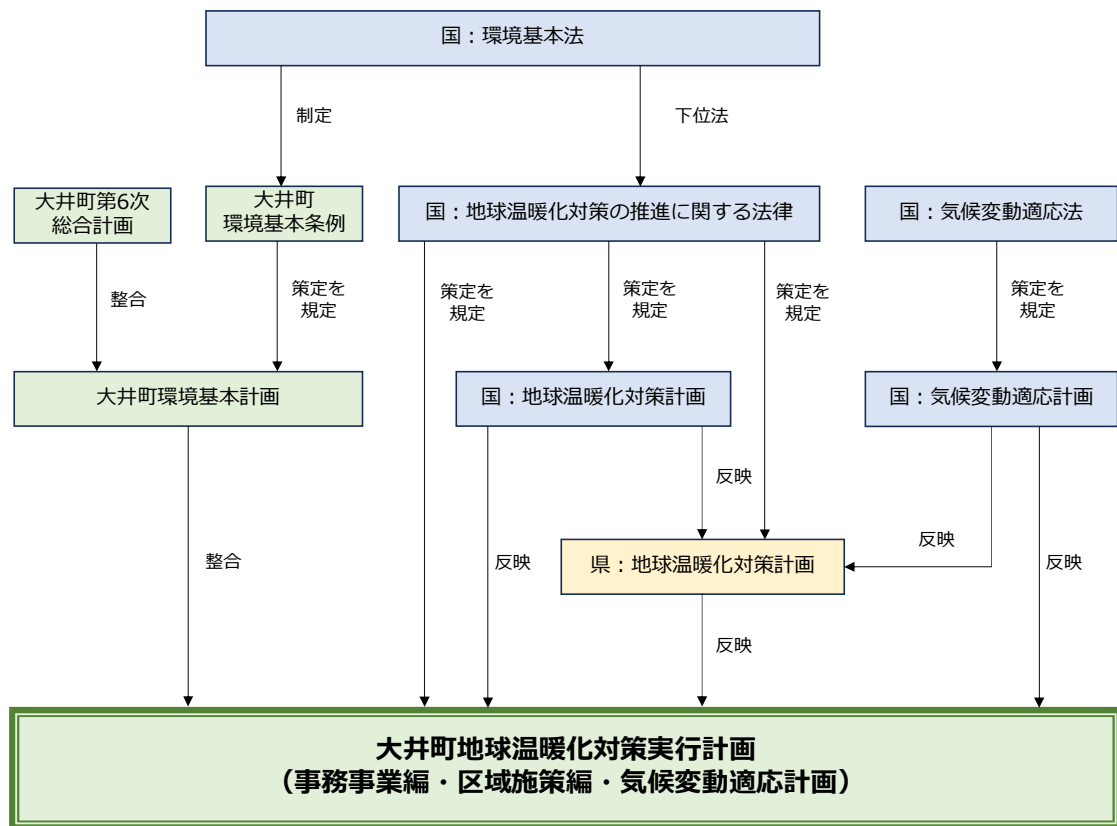 国：環境基本法
制定
下位法
大井町第6次
総合計画
大井町
環境基本条例
国：地球温暖化対策の推進に関する法律
国：気候変動適応法
整合
策定を
規定
策定を
規定
策定を
規定
策定を
規定
策定を
規定
大井町環境基本計画
国：地球温暖化対策計画
国：気候変動適応計画
反映
整合
反映
県：地球温暖化対策計画
反映
反映
反映
大井町地球温暖化対策実行計画
（事務事業編・区域施策編・気候変動適応計画）